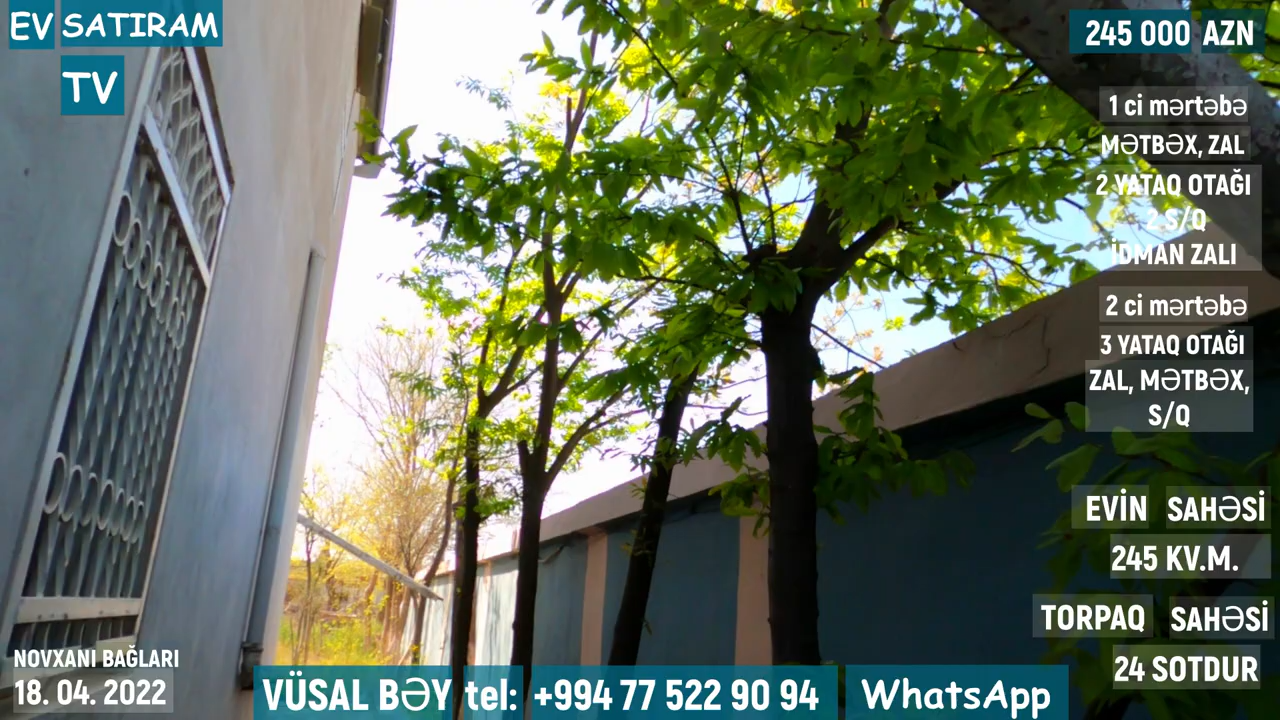 EV SATIRAM
TV
245 000 AZN
1 ci mərtəbə
MƏTBƏX, ZAL
2 YATAQ OTAĞI
2 S/Q
İDMAN ZALI
2 ci mərtəbə
3 YATAQ OTAĞI
ZAL, MƏTBƏX,
S/Q
EVİN SAHƏSİ
245 KV.M.
TORPAQ SAHƏSİ
24 SOTDUR
NOVXANI BAĞLARI
18. 04. 2022
VÜSAL BƏY tel: +994 77 522 90 94 WhatsApp